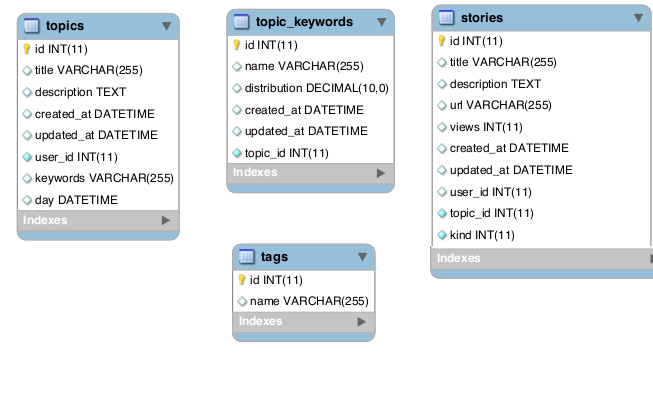 topics
id INT(11)
title VARCHAR(255)
description TEXT
created_at DATETIME
updated_at DATETIME
user_id INT(11)
keywords VARCHAR(255)
day DATETIME
Indexes
topic_keywords
id INT(11)
name VARCHAR(255)
distribution DECIMAL(10,0)
created_at DATETIME
updated_at DATETIME
topic_id INT(11)
Indexes
stories
id INT(11)
title VARCHAR(255)
description TEXT
url VARCHAR(255)
views INT(11)
created_at DATETIME
updated_at DATETIME
user_id INT(11)
topic_id INT(11)
kind INT(11)
Indexes
tags
id INT(11)
name VARCHAR(255)
Indexes